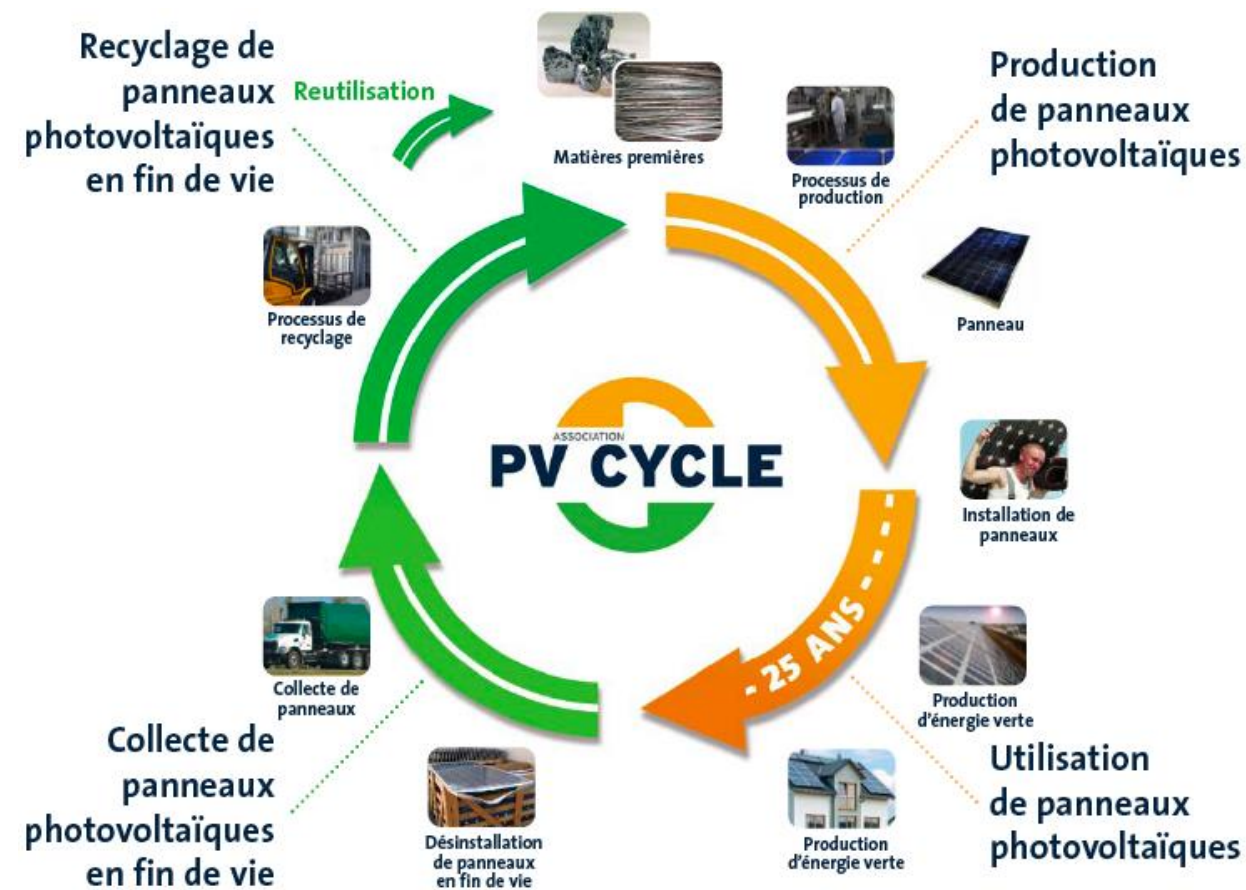 Recyclage de
panneaux
photovoltaïques
en fin de vie
Reutilisation
Matières premières
Processus de
production
Production
de panneaux
photovoltaïques
Panneau
Processus de
recyclage
ASSOCIATION
PV CYCLE
Installation de
panneaux
- 25 ANS - - - -
Production
d'énergie verte
Utilisation
de panneaux
photovoltaïques
Production
d'énergie verte
Désinstallation
de panneaux
en fin de vie
Collecte de
panneaux
Collecte de
panneaux
photovoltaïques
en fin de vie